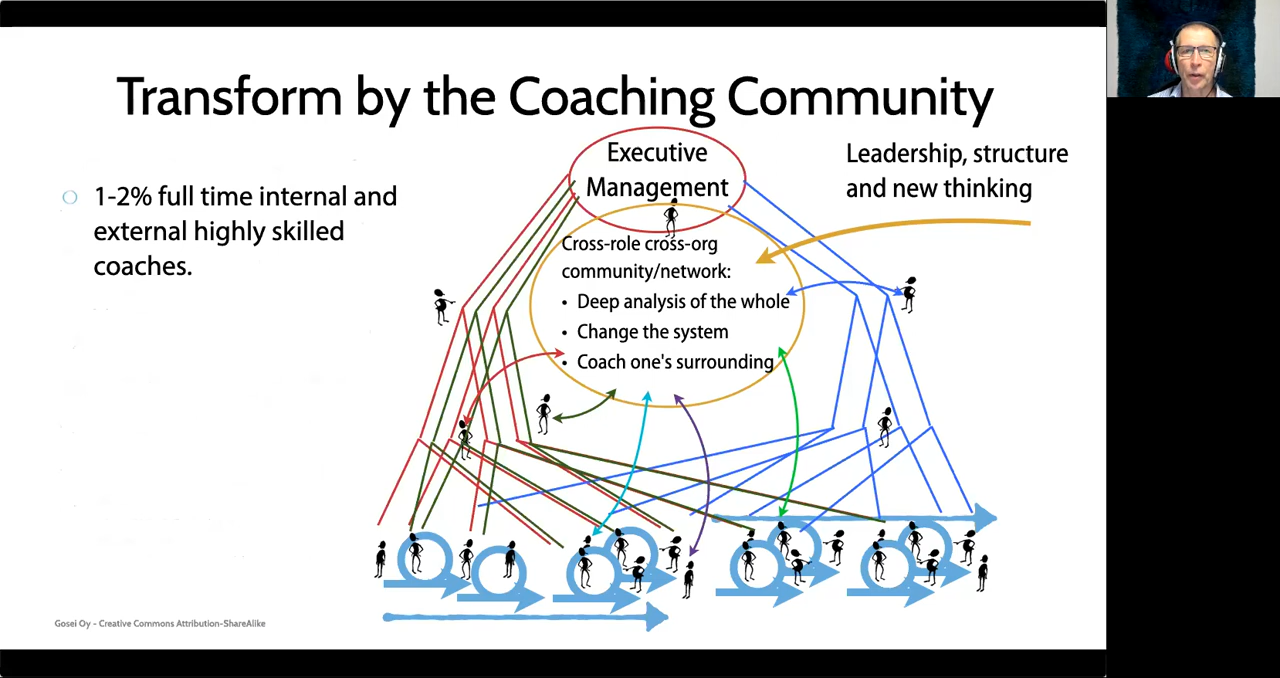 Transform by the Coaching Community
1-2% full time internal and
external highly skilled
coaches.
Executive
Management
Leadership, structure
and new thinking
Cross-role cross-org
community/network:
• Deep analysis of the whole
• Change the system
• Coach one's surrounding
Gosei Oy - Creative Commons Attribution-ShareAlike